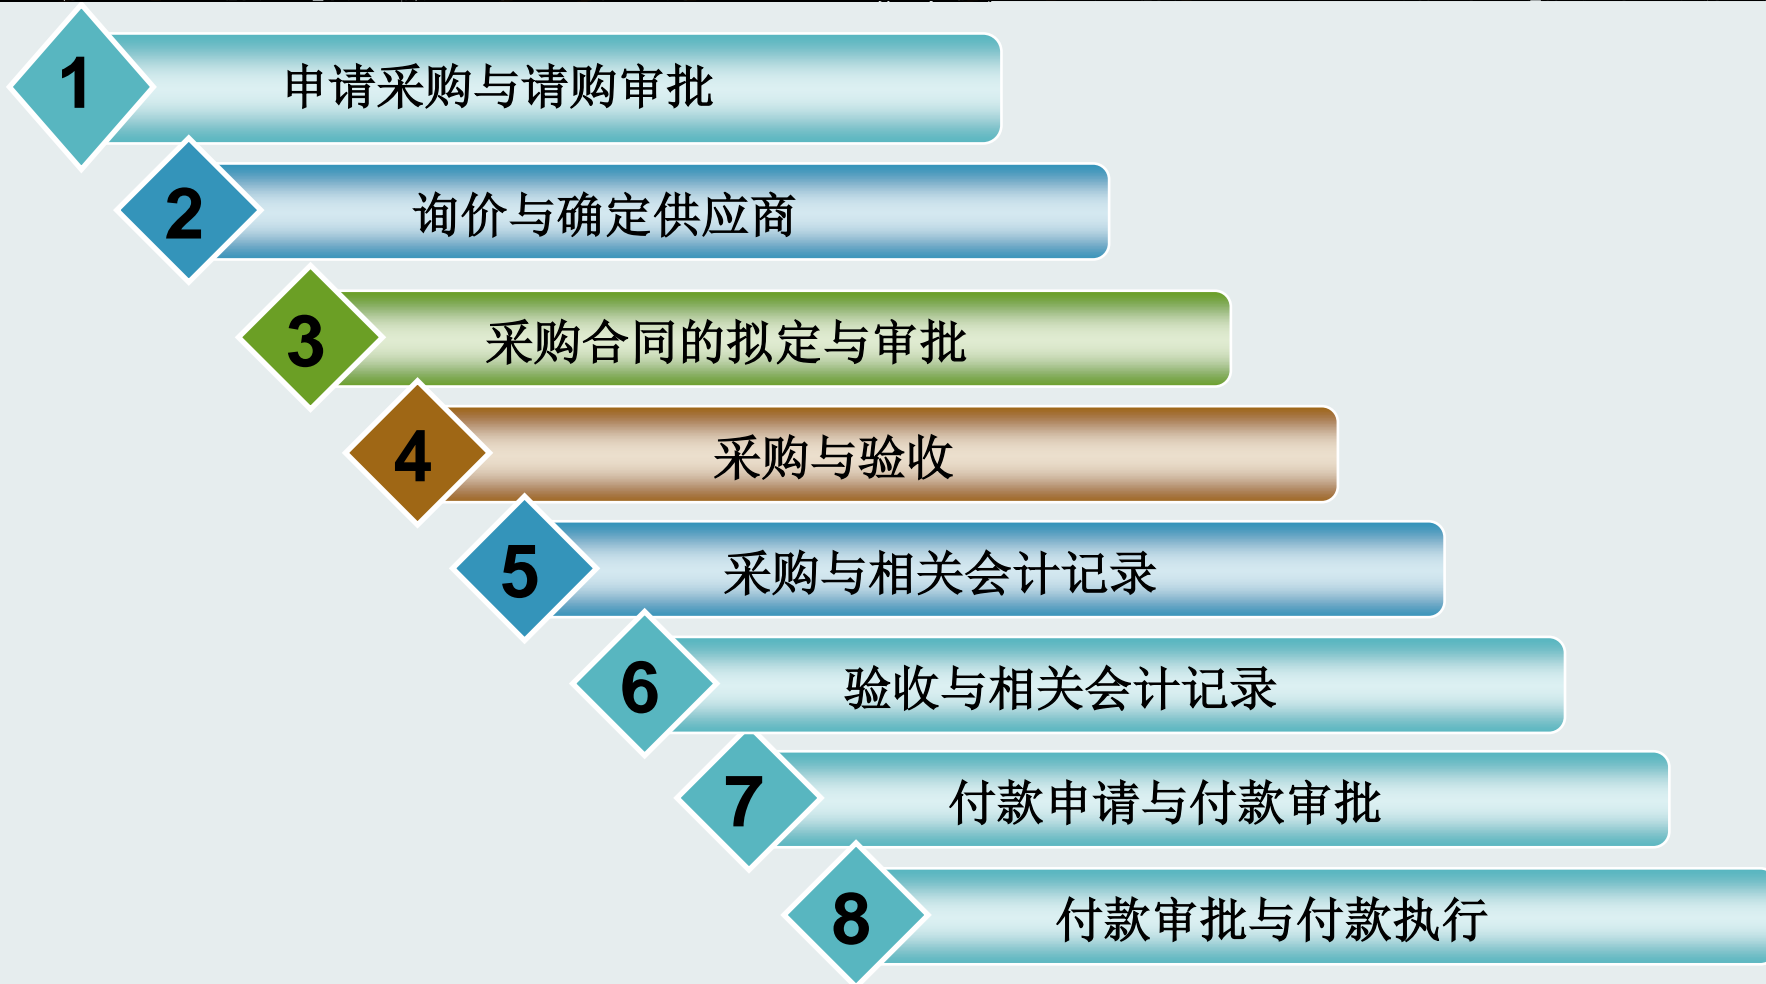 1 申请采购与请购审批
2 询价与确定供应商
3 采购合同的拟定与审批
4 采购与验收
5 采购与相关会计记录
6 验收与相关会计记录
7 付款申请与付款审批
8 付款审批与付款执行